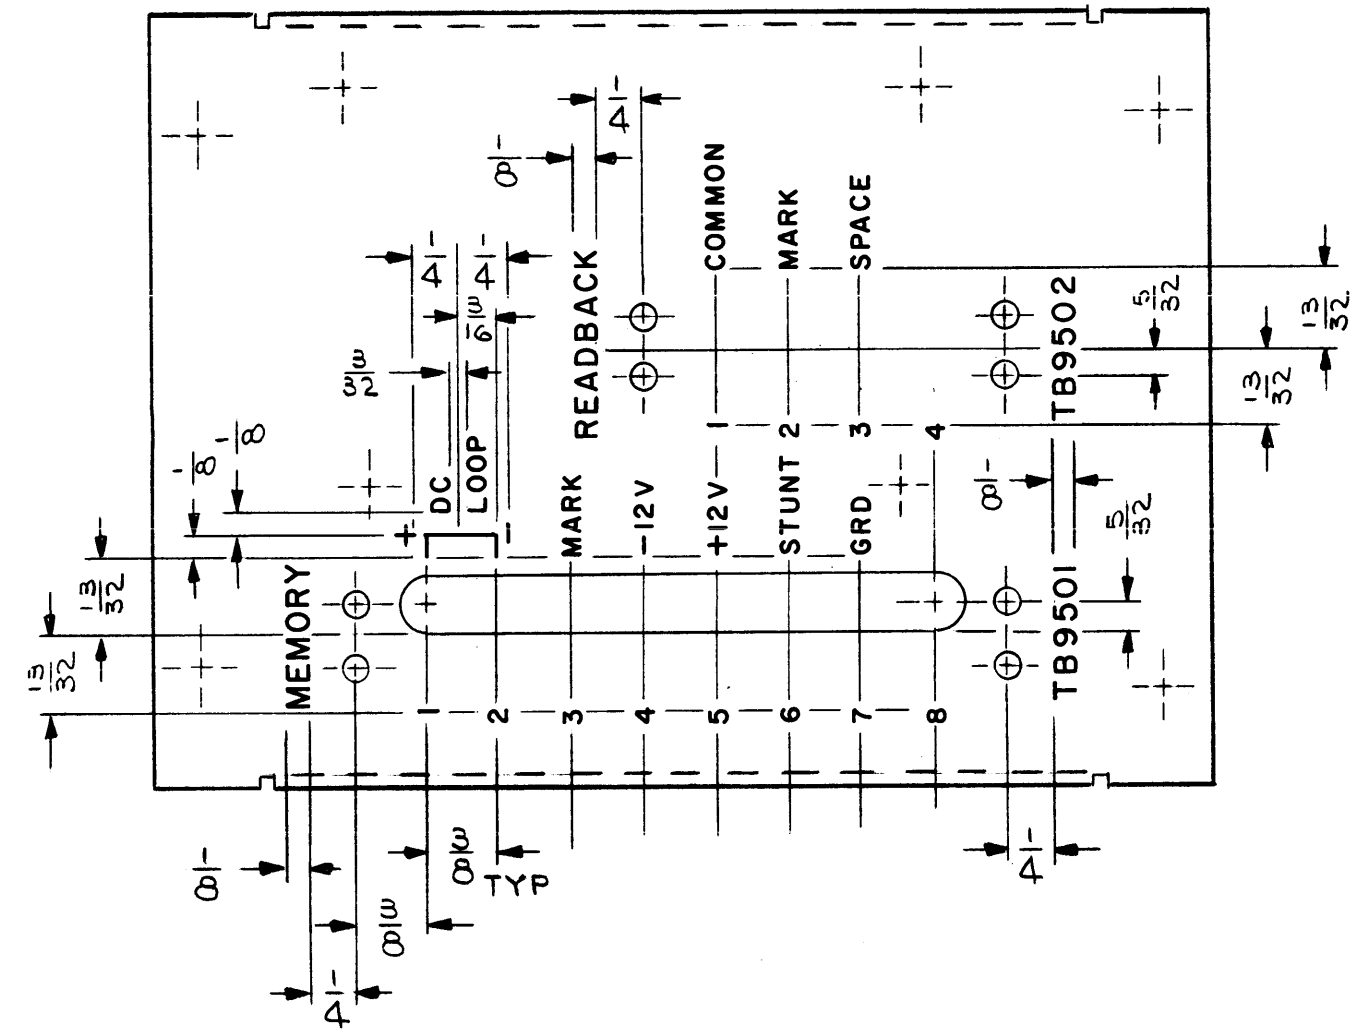 1/4
1/8
COMMON
MARK
SPACE
1/4
1/4
READBACK
3/16
3/32
TB9502
5/32
13/32
13/32
1/8
1/8
DC
LOOP
1
2
3
4
+
-
MARK
-12V
+12V
STUNT
GRD
1/8
5/32
MEMORY
TB9501
13/32
13/32
1
2
3
4
5
6
7
8
1/8
3/8
TYP
3/8
1/4
1/4